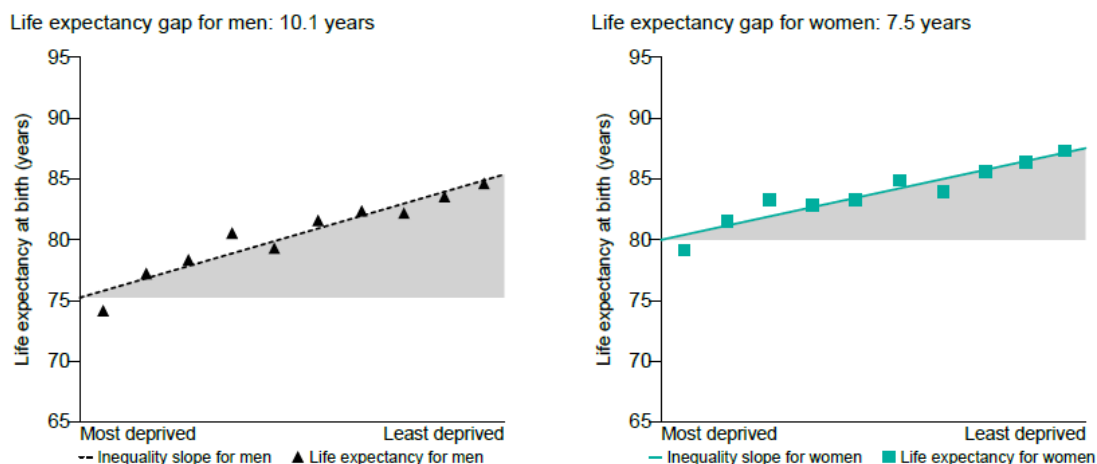 Life expectancy gap for men: 10.1 years
Life expectancy at birth (years)
95
90
85
80
75
70
65
Most deprived Least deprived
Inequality slope for men Life expectancy for men
Life expectancy gap for women: 7.5 years
Life expectancy at birth (years)
95
90
85
80
75
70
65
Most deprived Least deprived
Inequality slope for women Life expectancy for women